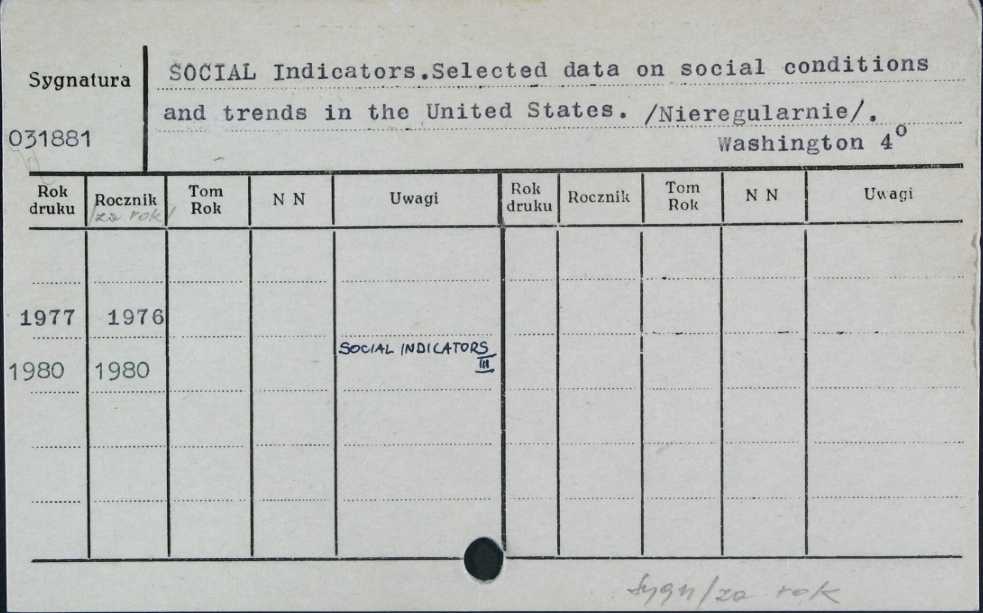 Sygnatura
SOCIAL Indicators.Selected data on social conditions
and trends in the United States. /Nieregularnie/.
031881
Washington 4°
Rok druku Rocznik Tom Rok N N Uwagi Rok druku Rocznik Tom Rok N N Uwagi
/za rok/
1977 1976
SOCIAL INDICATORS
III
1980 1980
Sygn/za rok